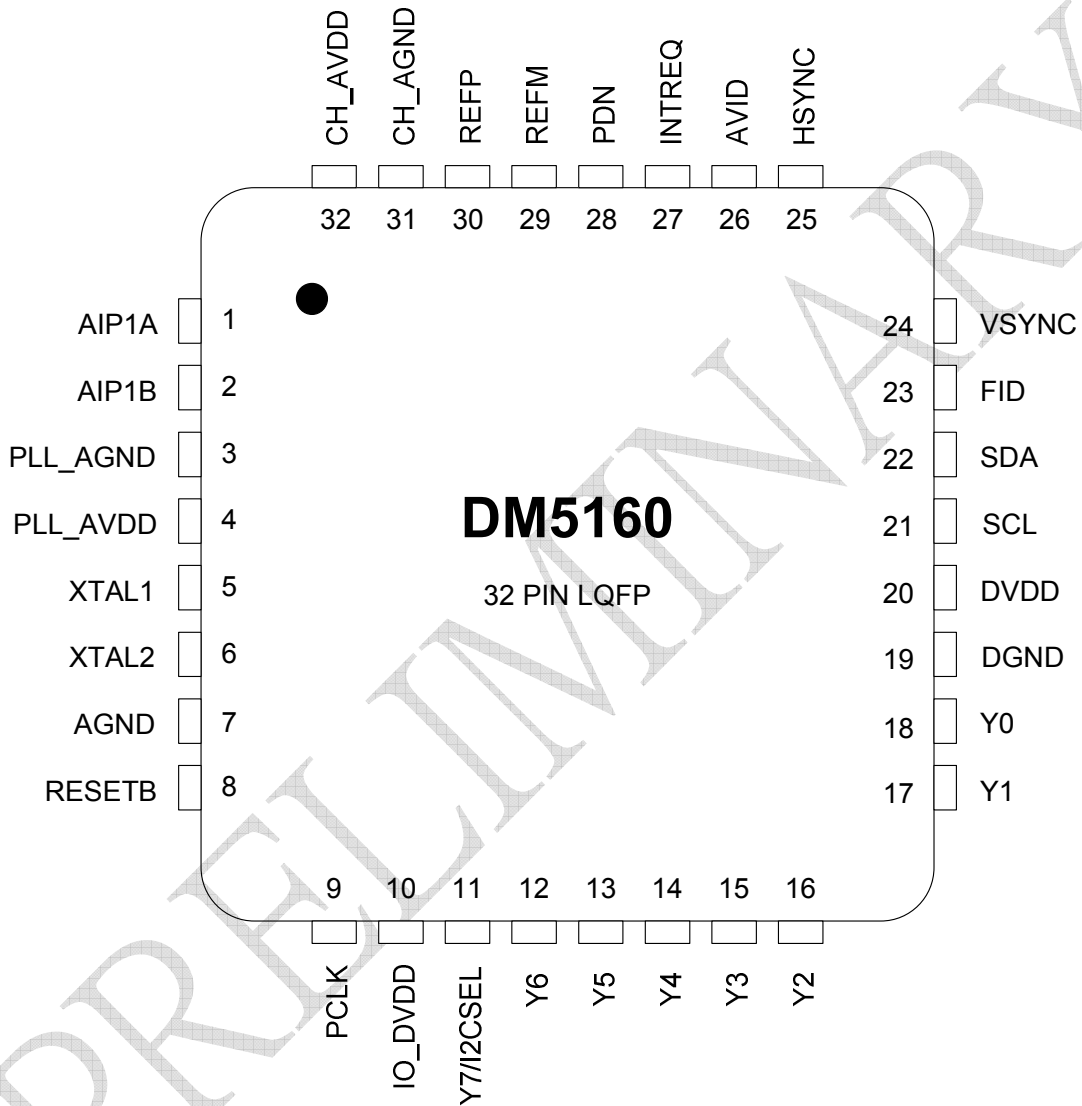 CH_AVDD
CH_AGND
REFP
REFM
PDN
INTREQ
AVID
HSYNC
32 31 30 29 28 27 26 25
AIP1A 1
AIP1B 2
PLL_AGND 3
PLL_AVDD 4
XTAL1 5
XTAL2 6
AGND 7
RESETB 8
DM5160
32 PIN LQFP
24 VSYNC
23 FID
22 SDA
21 SCL
20 DVDD
19 DGND
18 Y0
17 Y1
9 10 11 12 13 14 15 16
PCLK
IO_DVDD
Y7/I2CSEL
Y6
Y5
Y4
Y3
Y2
PRELIMINARY